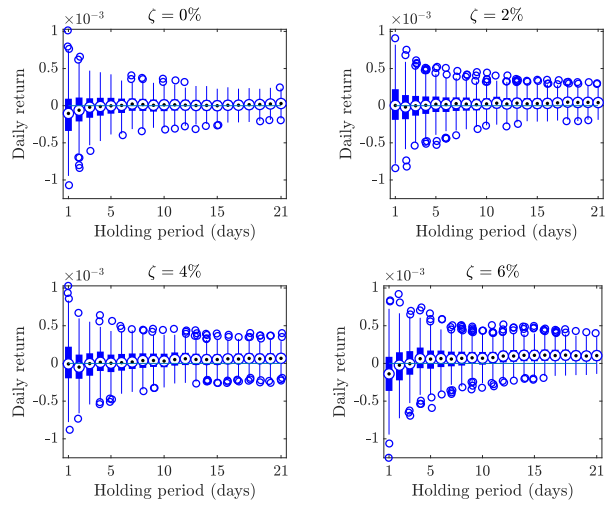 ×10⁻³ ζ = 0%
1
0.5
0
-0.5
-1
Daily return
1 5 10 15 21
Holding period (days)
×10⁻³ ζ = 2%
1
0.5
0
-0.5
-1
Daily return
1 5 10 15 21
Holding period (days)
×10⁻³ ζ = 4%
1
0.5
0
-0.5
-1
Daily return
1 5 10 15 21
Holding period (days)
×10⁻³ ζ = 6%
1
0.5
0
-0.5
-1
Daily return
1 5 10 15 21
Holding period (days)